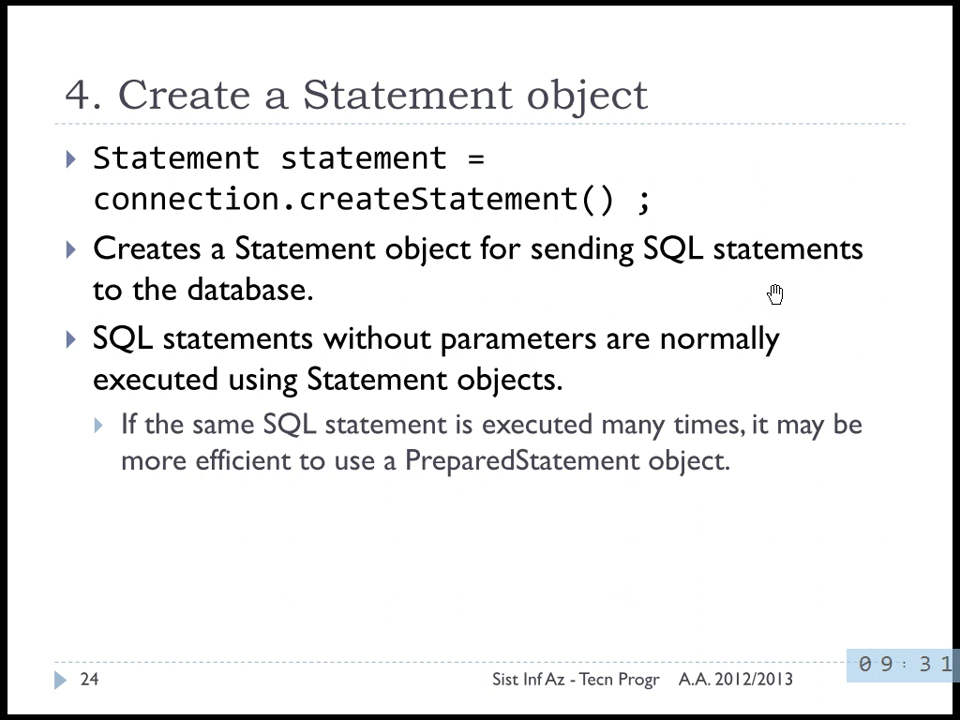 4. Create a Statement object
Statement statement =
connection.createStatement() ;
Creates a Statement object for sending SQL statements
to the database.
SQL statements without parameters are normally
executed using Statement objects.
If the same SQL statement is executed many times, it may be
more efficient to use a PreparedStatement object.
24 Sist Inf Az - Tecn Progr A.A. 2012/2013
09:31